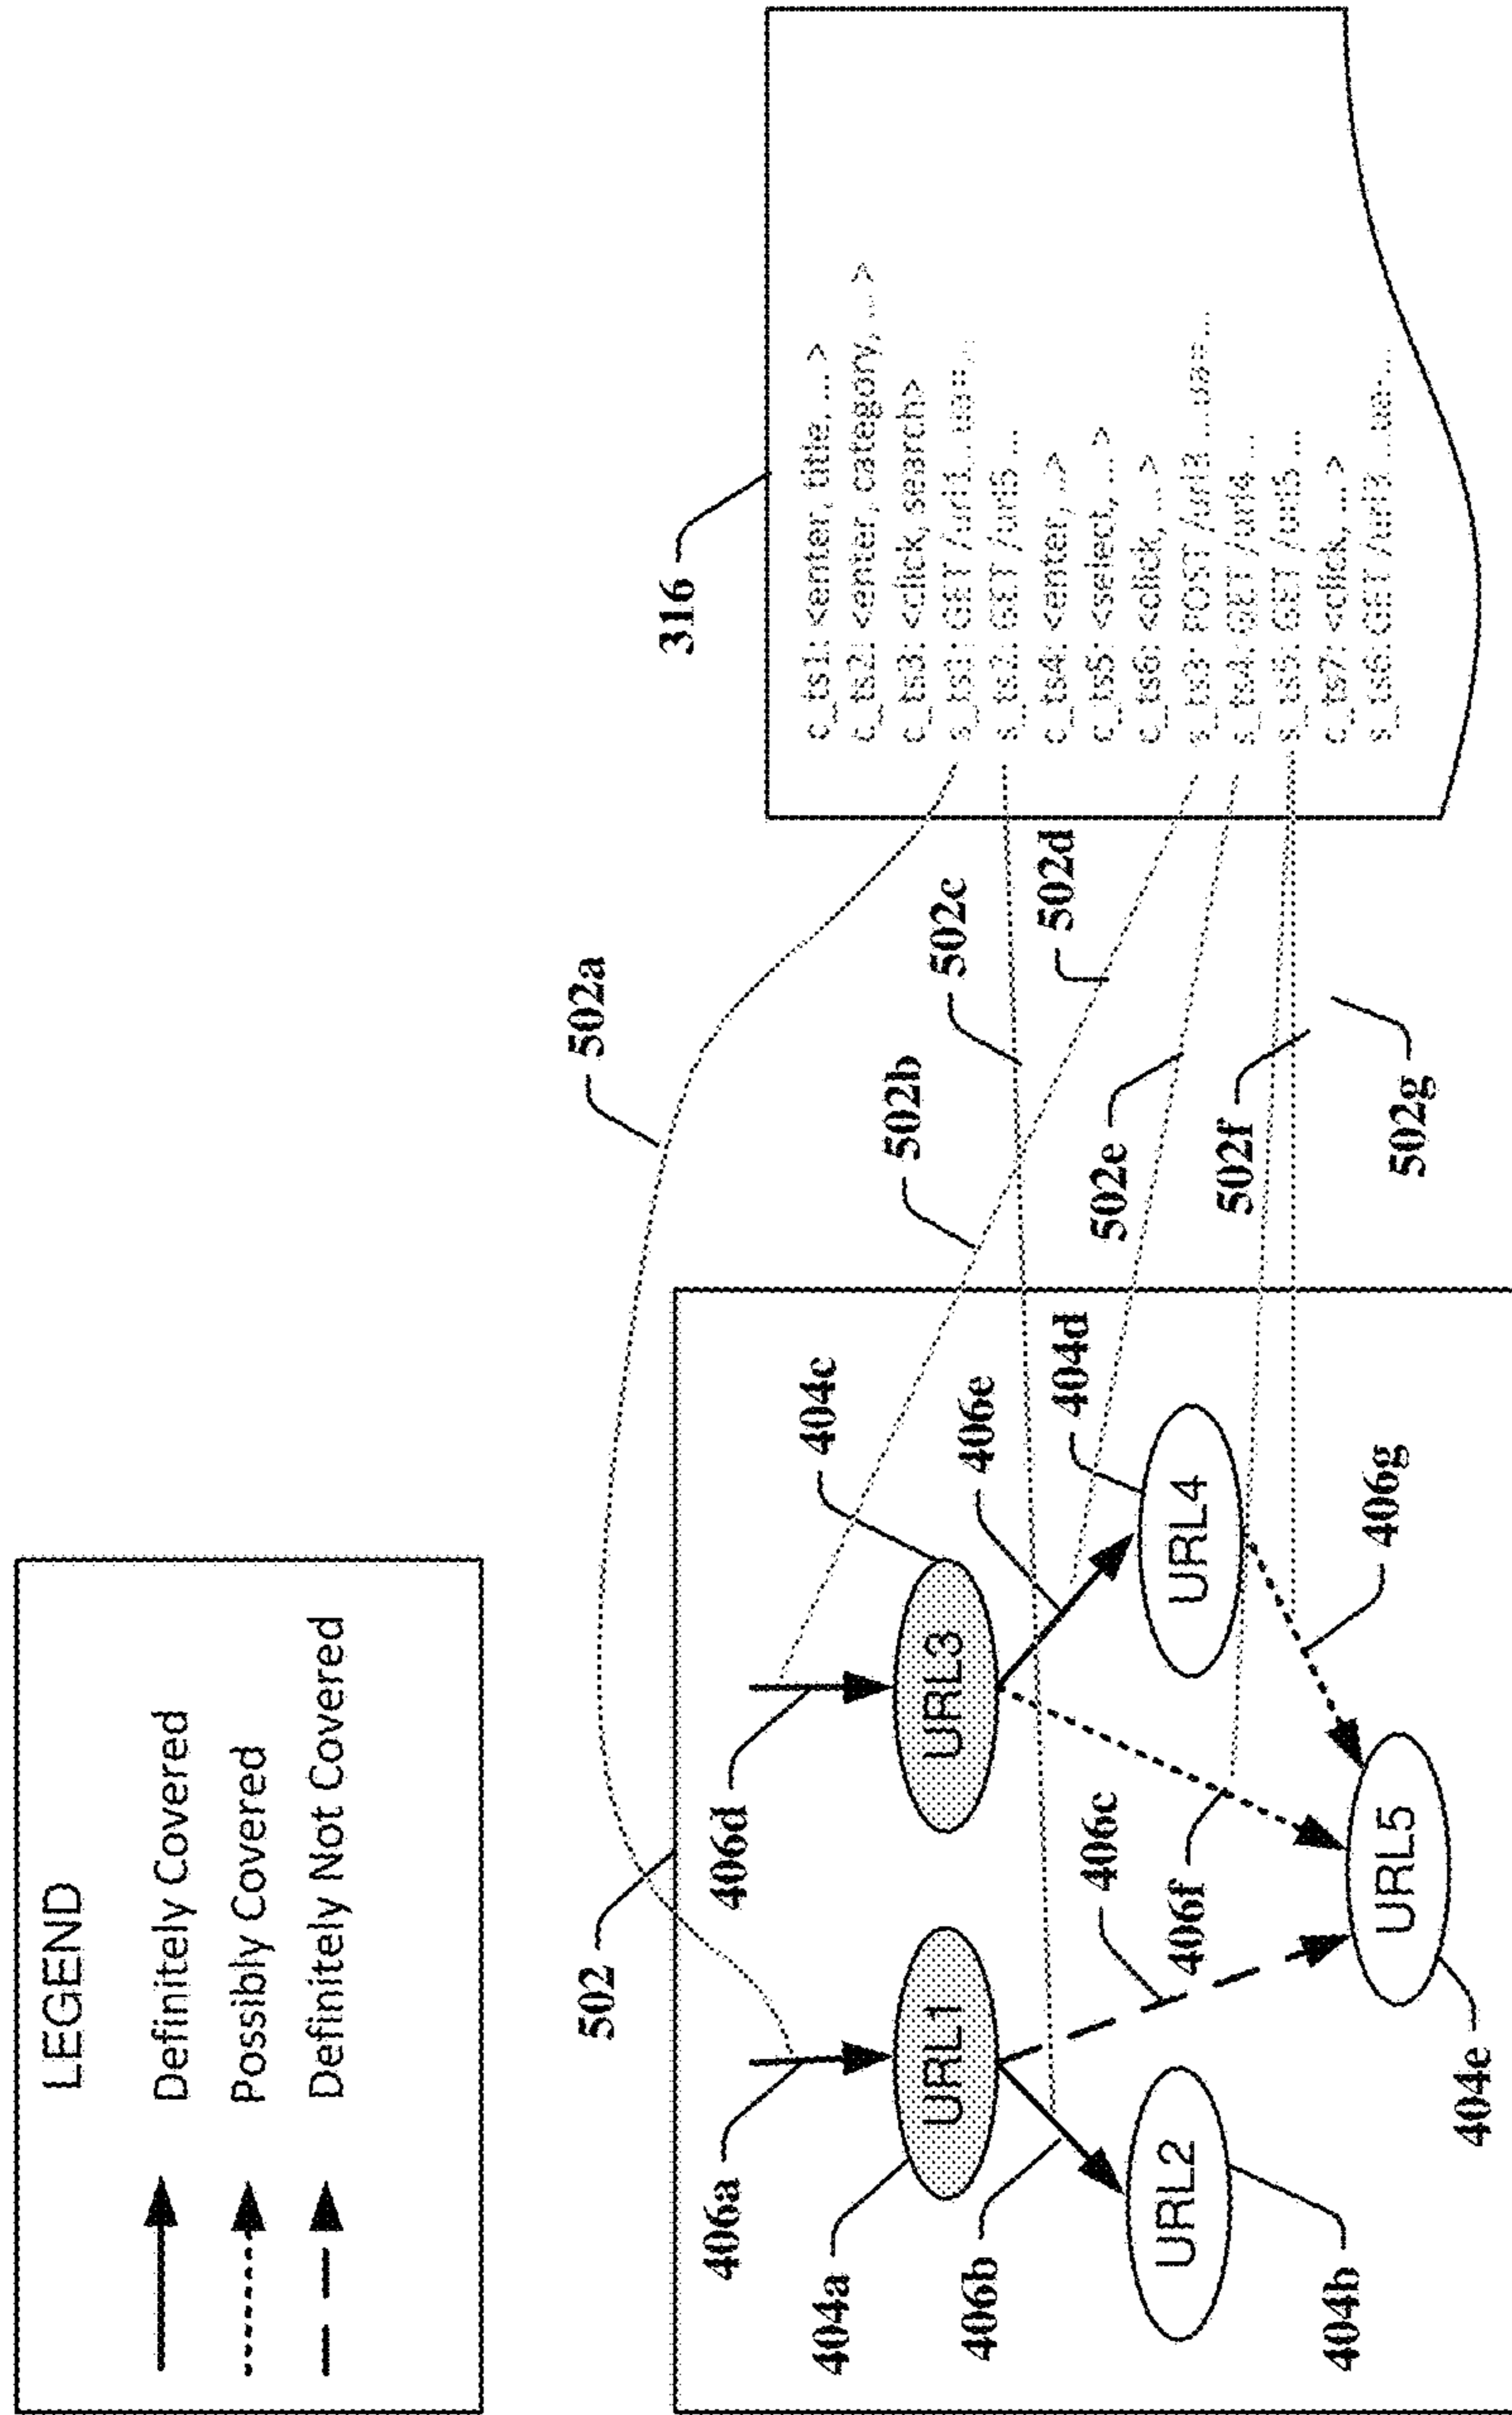 LEGEND
Definitely Covered
Possibly Covered
Definitely Not Covered
502
502a
316
406a
406d
404a
URL1
URL3
404c
406b
406e
502b
502c
URL2
406c
404d
502d
404b
406f
URL4
502e
404e
URL5
406g
502f
502g
c_ts1: <enter, title, ... >
c_ts2: <enter, category, ... >
c_ts3: <click, search>
s_ts1: GET /url1...ua=...
s_ts2: GET
c_ts4: <enter, ...>
c_ts5: <select, ... >
c_ts6: <click, ... >
s_ts3: POST /url3 ...ua=...
s_ts4: GET /url4 ...
s_ts5: GET /url5...
c_ts7: <click, ... >
s_ts6: GET